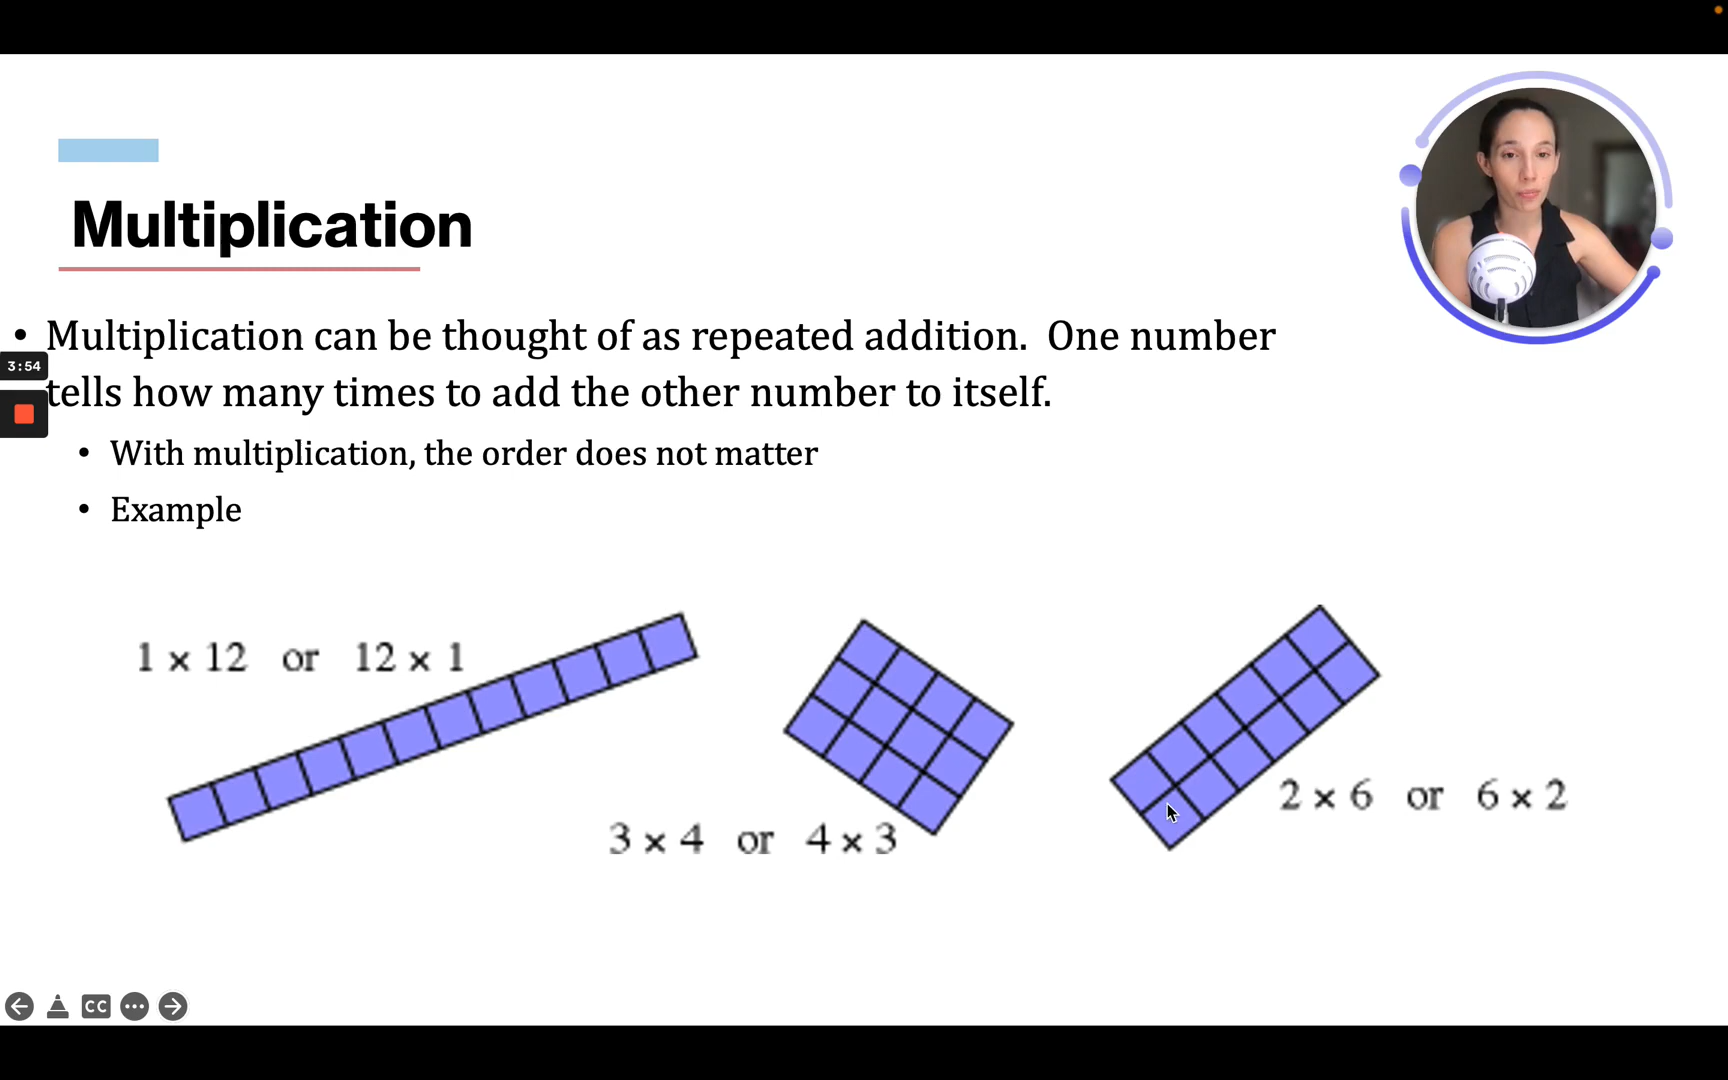 Multiplication
• Multiplication can be thought of as repeated addition.  One number
3:54
tells how many times to add the other number to itself.
• With multiplication, the order does not matter
• Example
1 × 12 or 12 × 1
3 × 4 or 4 × 3
2 × 6 or 6 × 2
CC